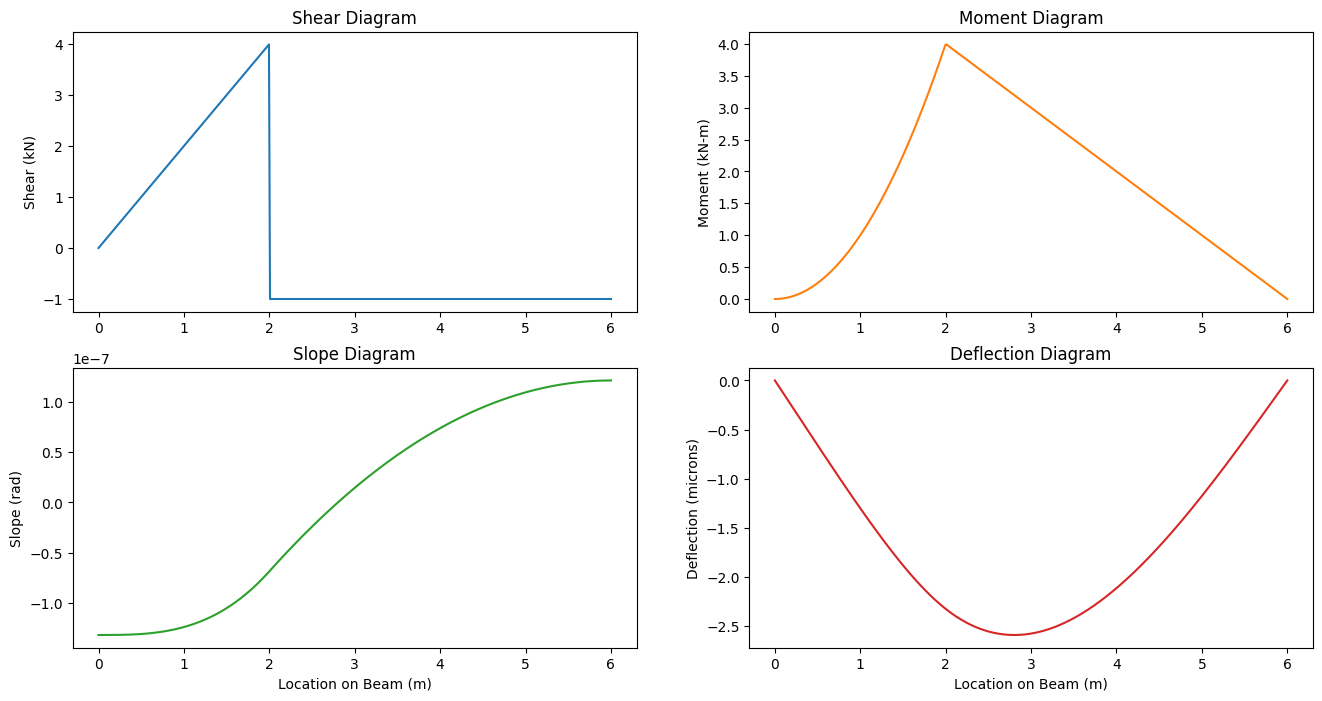 Shear Diagram
Shear (kN)
4
3
2
1
0
−1
0 1 2 3 4 5 6
Moment Diagram
Moment (kN-m)
4.0
3.5
3.0
2.5
2.0
1.5
1.0
0.5
0.0
0 1 2 3 4 5 6
Slope Diagram
1e−7
Slope (rad)
1.0
0.5
0.0
−0.5
−1.0
0 1 2 3 4 5 6
Location on Beam (m)
Deflection Diagram
Deflection (microns)
0.0
−0.5
−1.0
−1.5
−2.0
−2.5
0 1 2 3 4 5 6
Location on Beam (m)